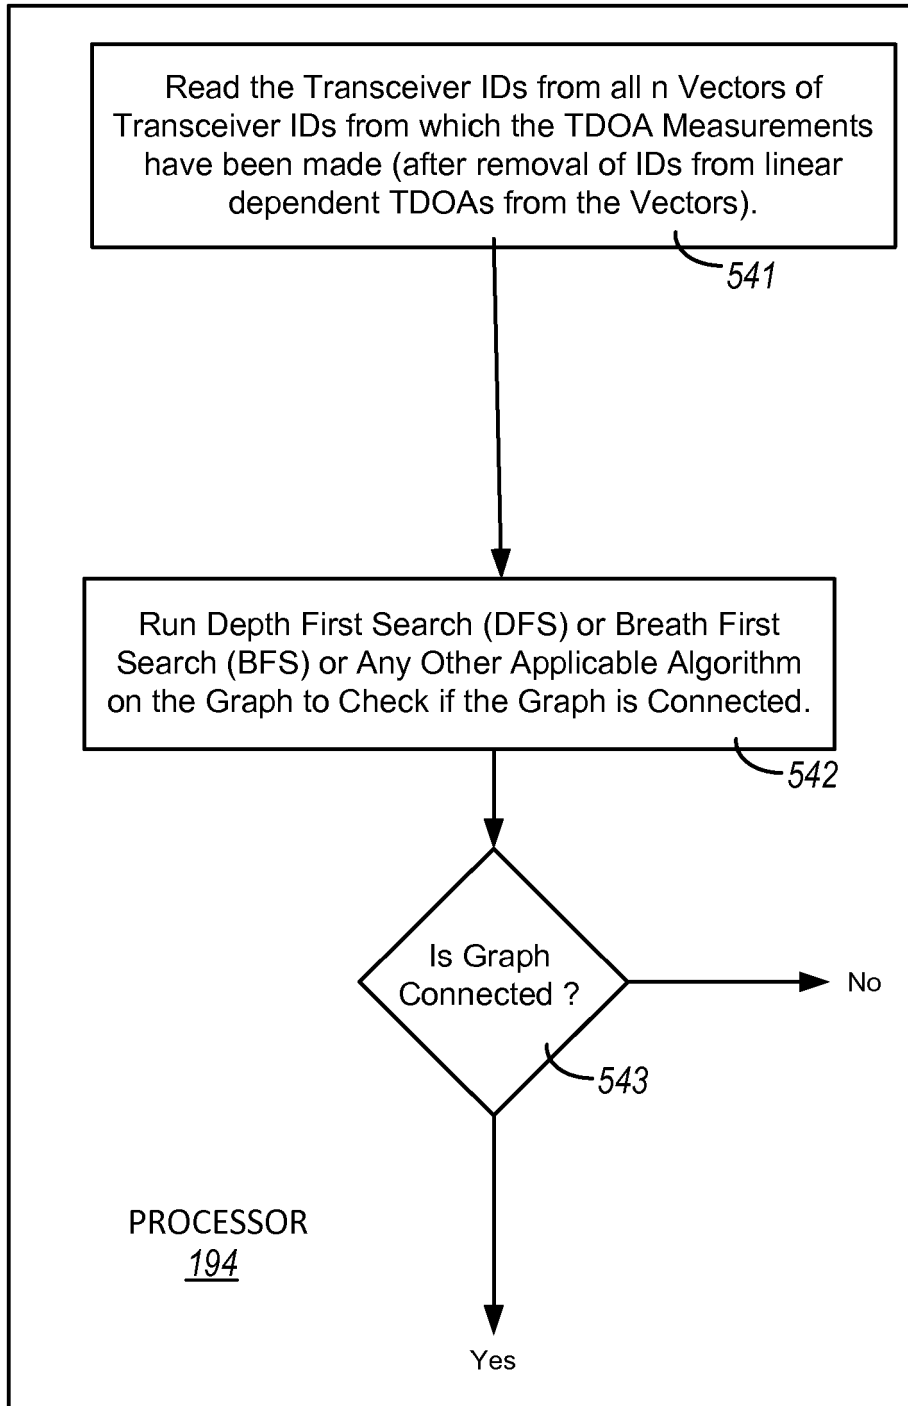 Read the Transceiver IDs from all n Vectors of
Transceiver IDs from which the TDOA Measurements
have been made (after removal of IDs from linear
dependent TDOAs from the Vectors).
541
Run Depth First Search (DFS) or Breath First
Search (BFS) or Any Other Applicable Algorithm
on the Graph to Check if the Graph is Connected.
542
Is Graph
Connected ?
No
543
PROCESSOR
194
Yes